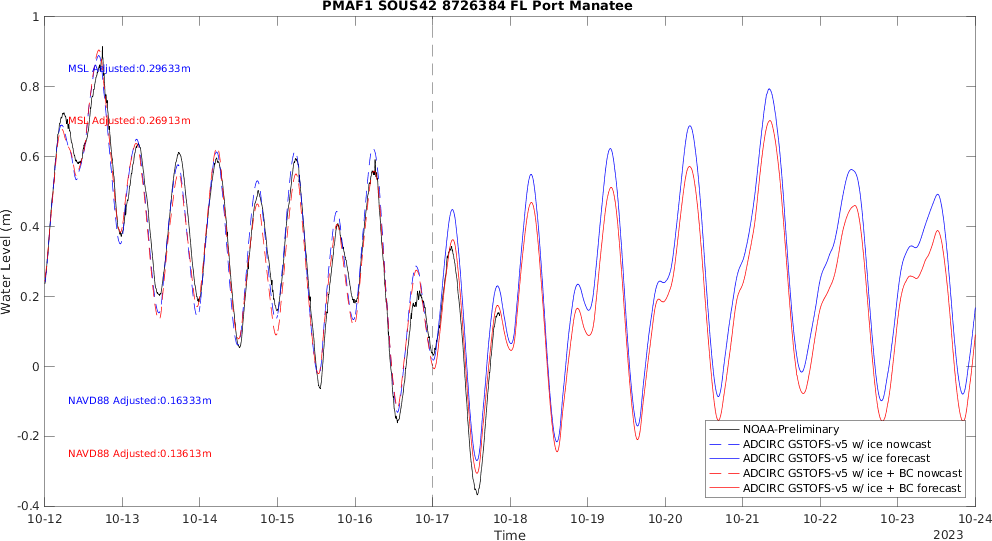 PMAF1 SOUS42 8726384 FL Port Manatee
1
0.8
0.6
0.4
0.2
0
-0.2
-0.4
Water Level (m)
MSL Adjusted:0.29633m
MSL Adjusted:0.26913m
NAVD88 Adjusted:0.16333m
NAVD88 Adjusted:0.13613m
NOAA-Preliminary
ADCIRC GSTOFS-v5 w/ ice nowcast
ADCIRC GSTOFS-v5 w/ ice forecast
ADCIRC GSTOFS-v5 w/ ice + BC nowcast
ADCIRC GSTOFS-v5 w/ ice + BC forecast
10-12 10-13 10-14 10-15 10-16 10-17 10-18 10-19 10-20 10-21 10-22 10-23 10-24
Time
2023